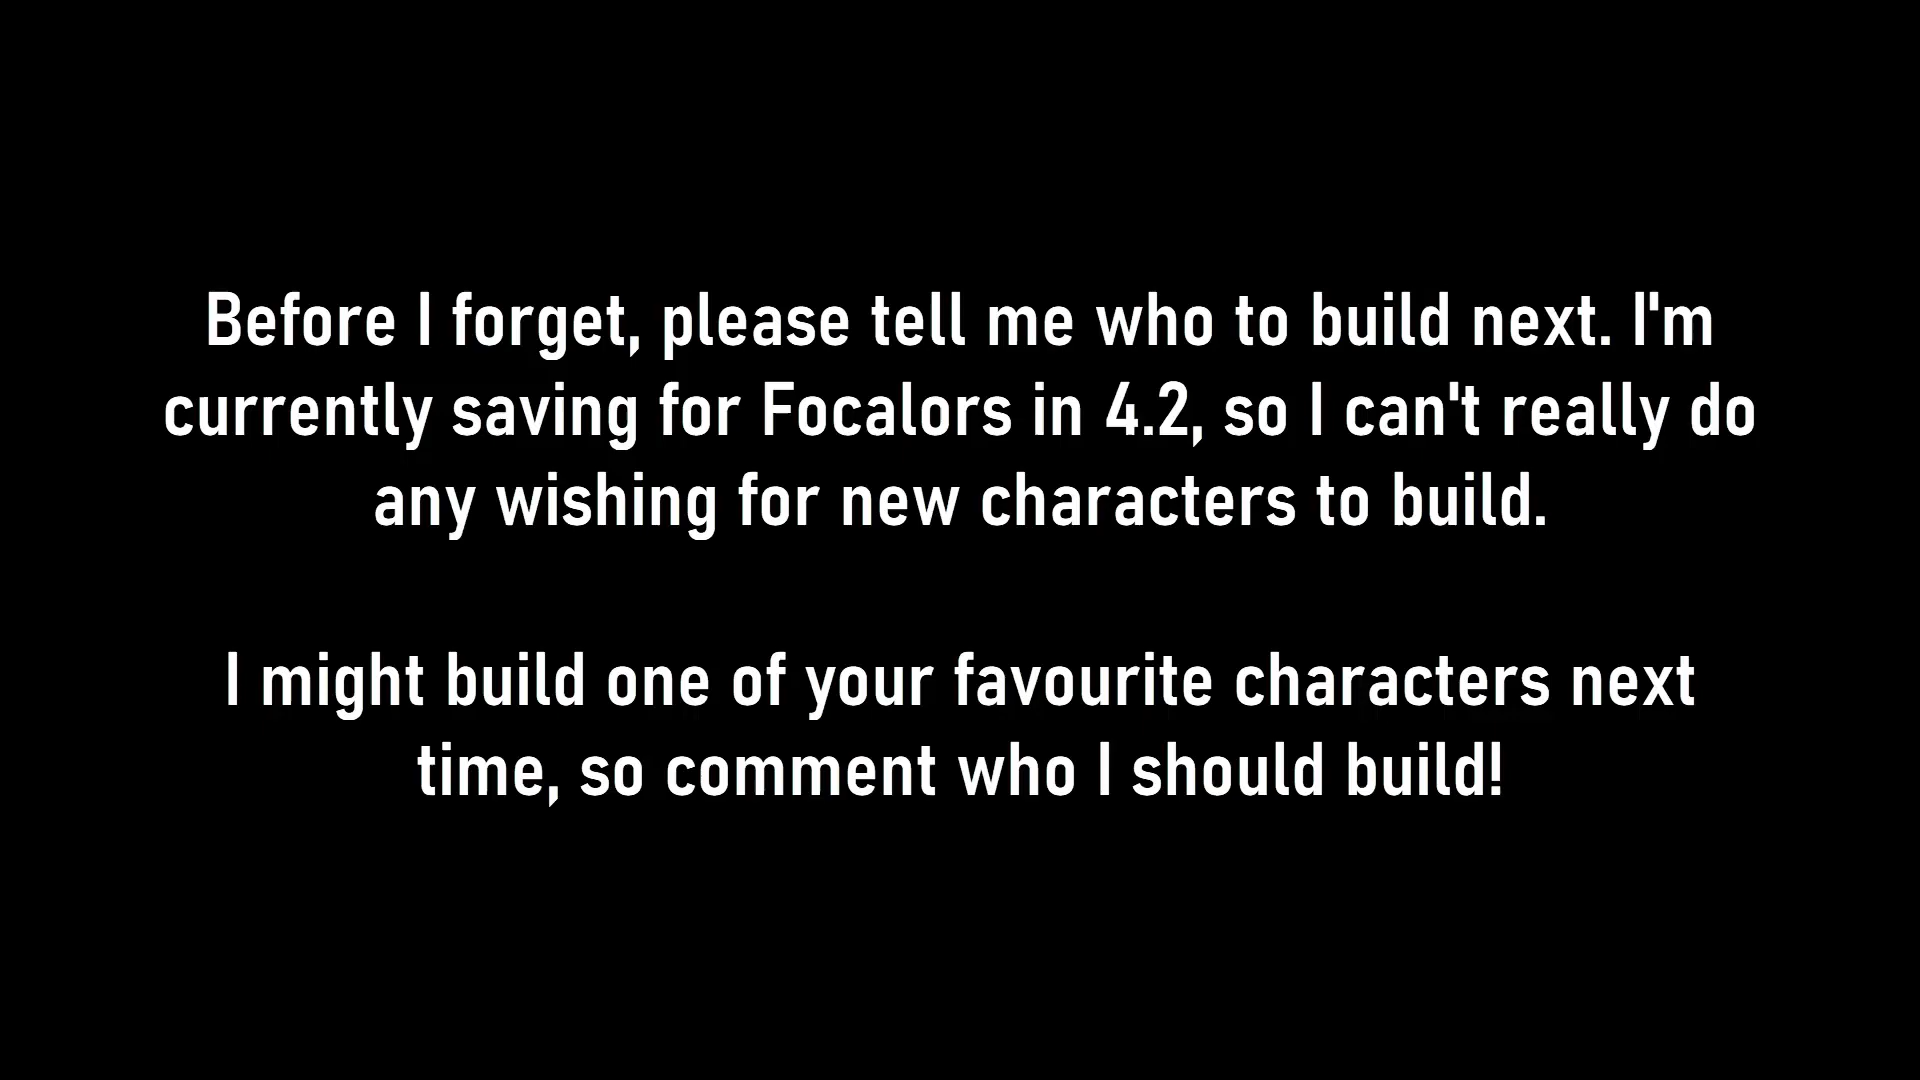 Before I forget, please tell me who to build next. I'm
currently saving for Focalors in 4.2, so I can't really do
any wishing for new characters to build.
I might build one of your favourite characters next
time, so comment who I should build!